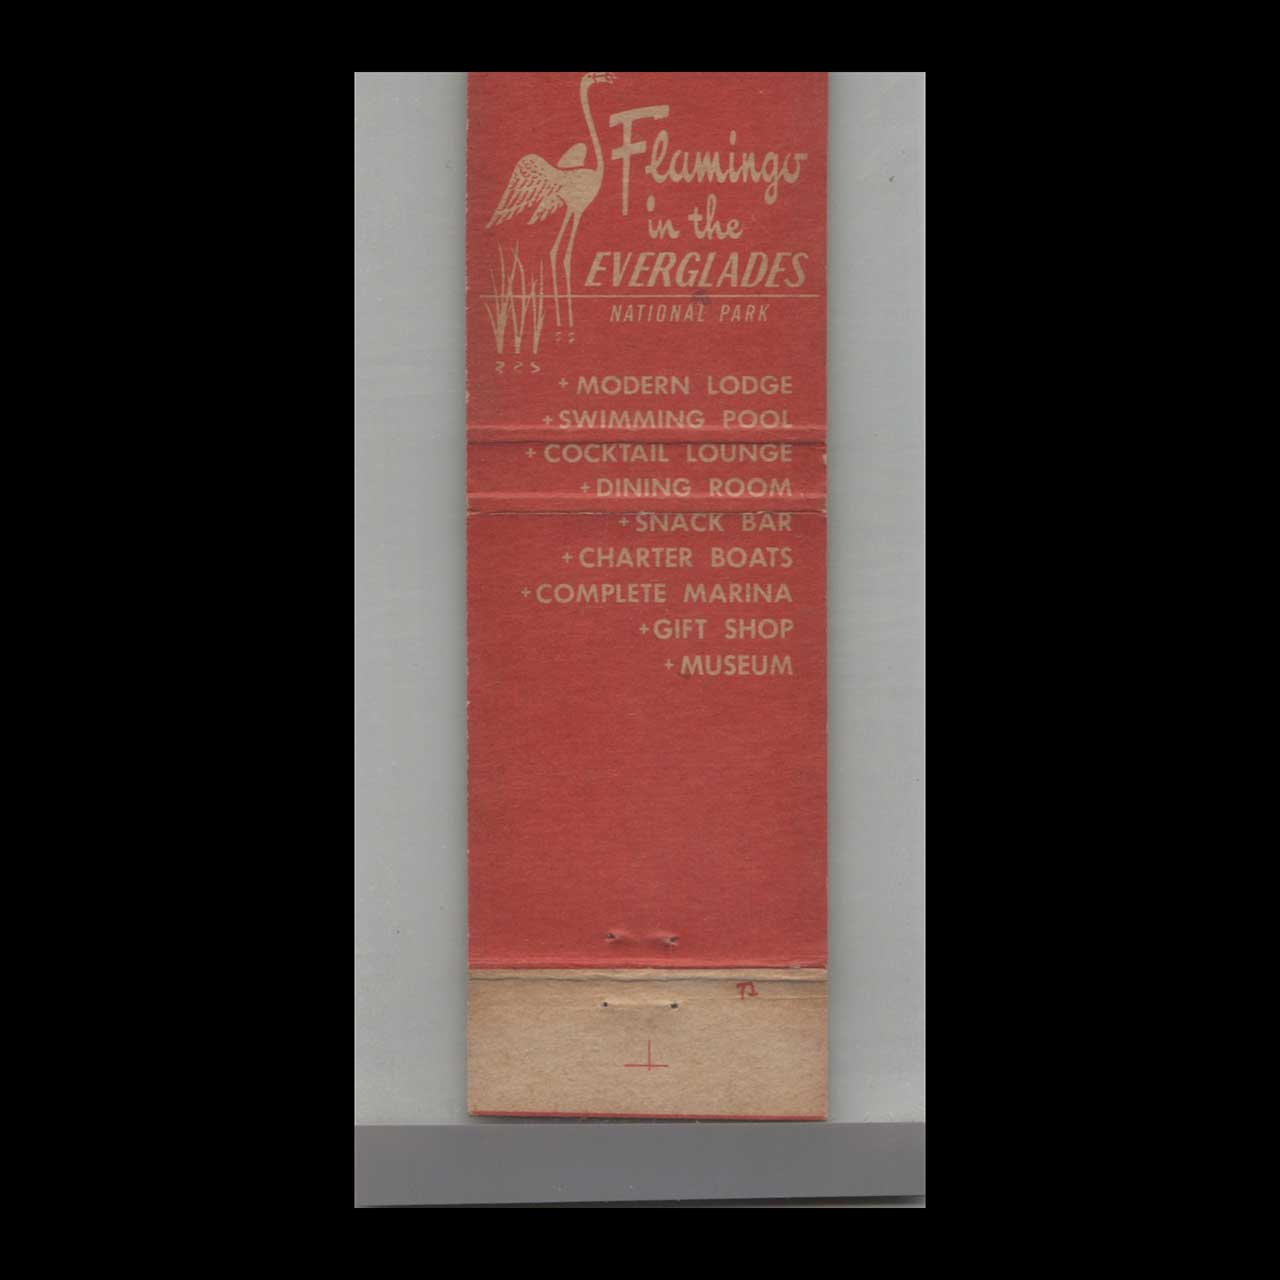 Flamingo
in the
EVERGLADES
NATIONAL PARK
+ MODERN LODGE
+ SWIMMING POOL
+ COCKTAIL LOUNGE
+ DINING ROOM
+ SNACK BAR
+ CHARTER BOATS
+ COMPLETE MARINA
+ GIFT SHOP
+ MUSEUM